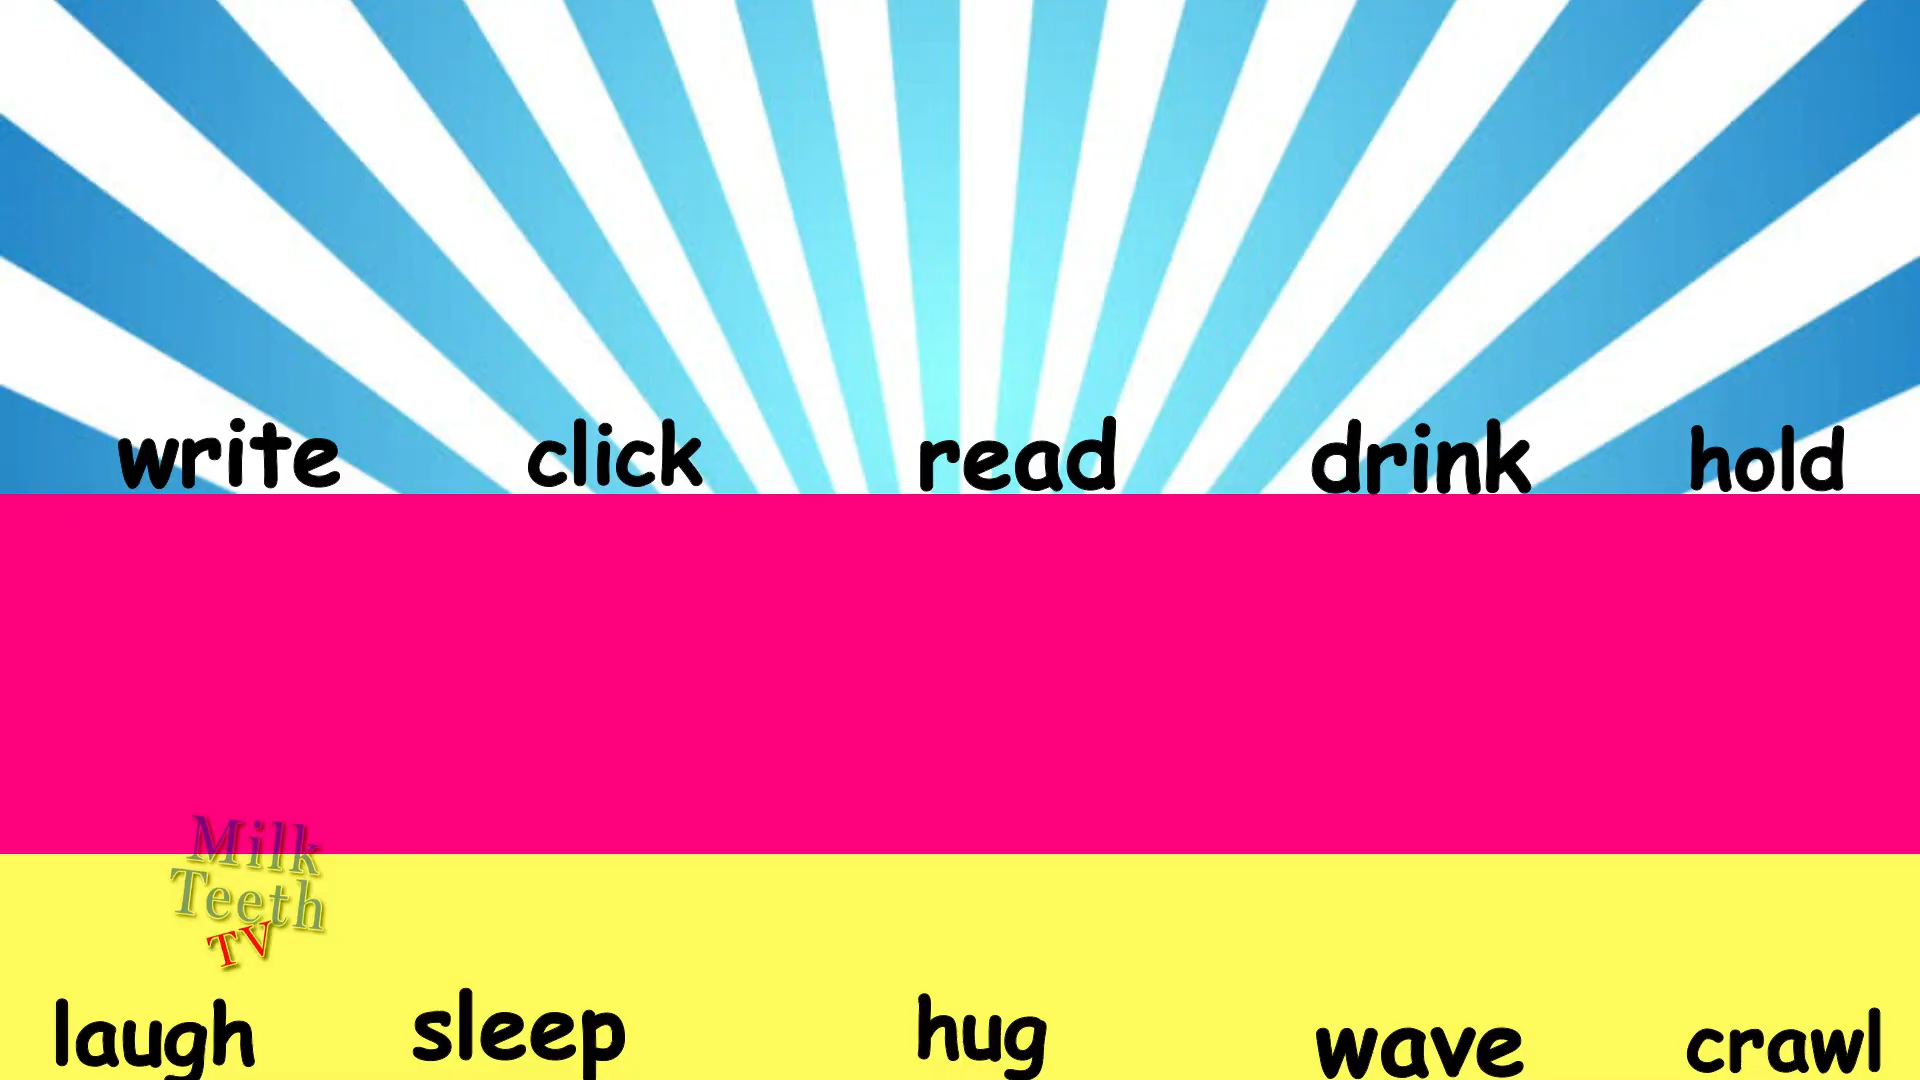 write click read drink hold
Milk
Teeth
TV
laugh sleep hug wave crawl